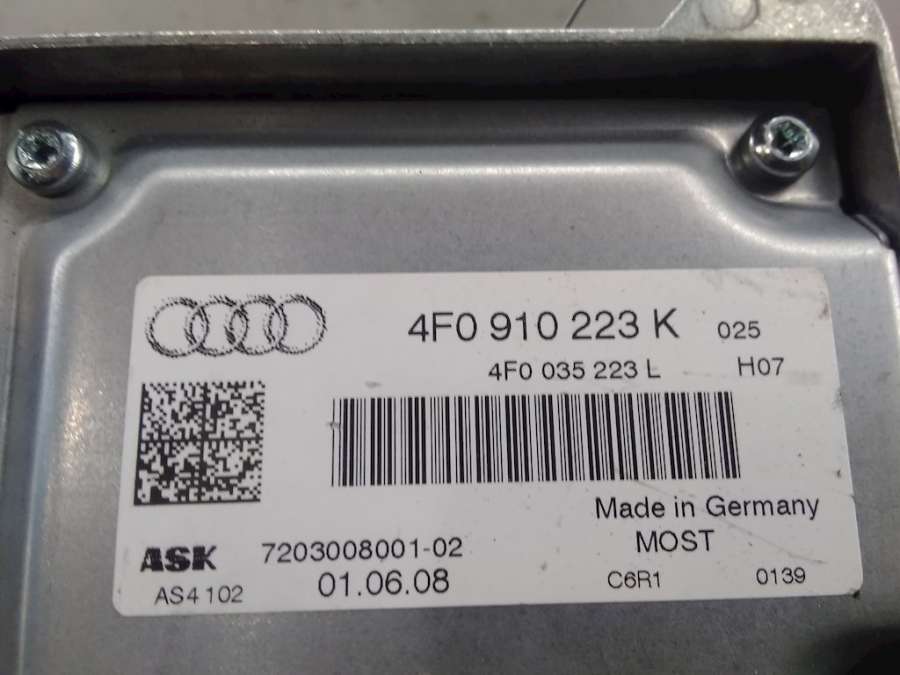 4F0 910 223 K 025
4F0 035 223 L H07
Made in Germany
MOST
ASK 7203008001-02
AS4 102 01.06.08 C6R1 0139